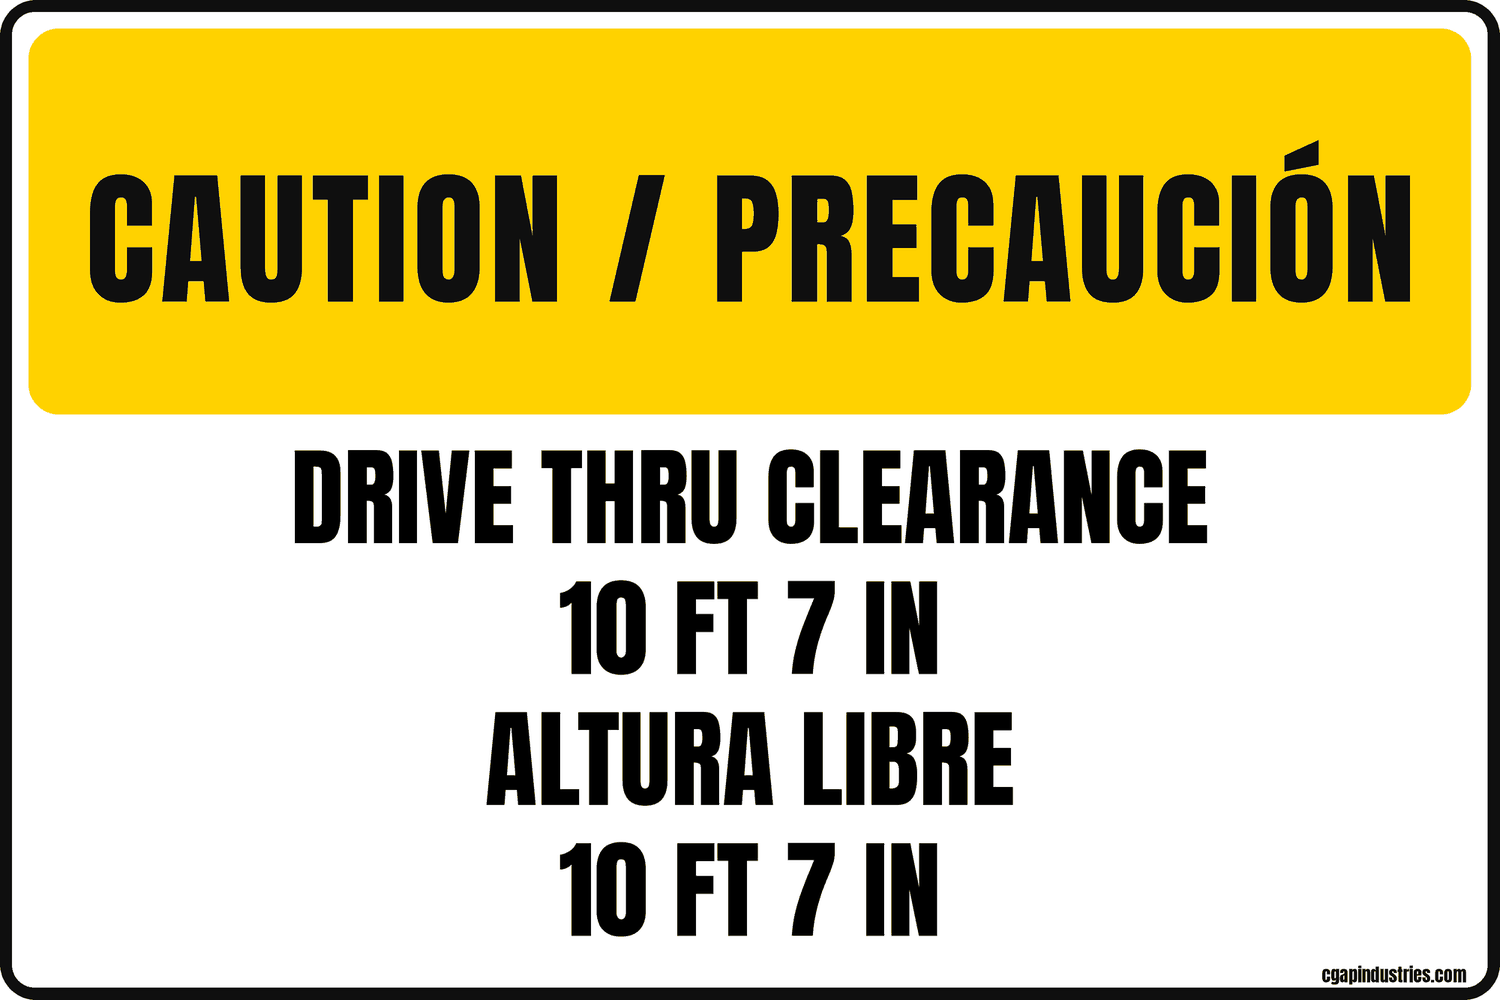 CAUTION / PRECAUCIÓN
DRIVE THRU CLEARANCE
10 FT 7 IN
ALTURA LIBRE
10 FT 7 IN
cgapindustries.com